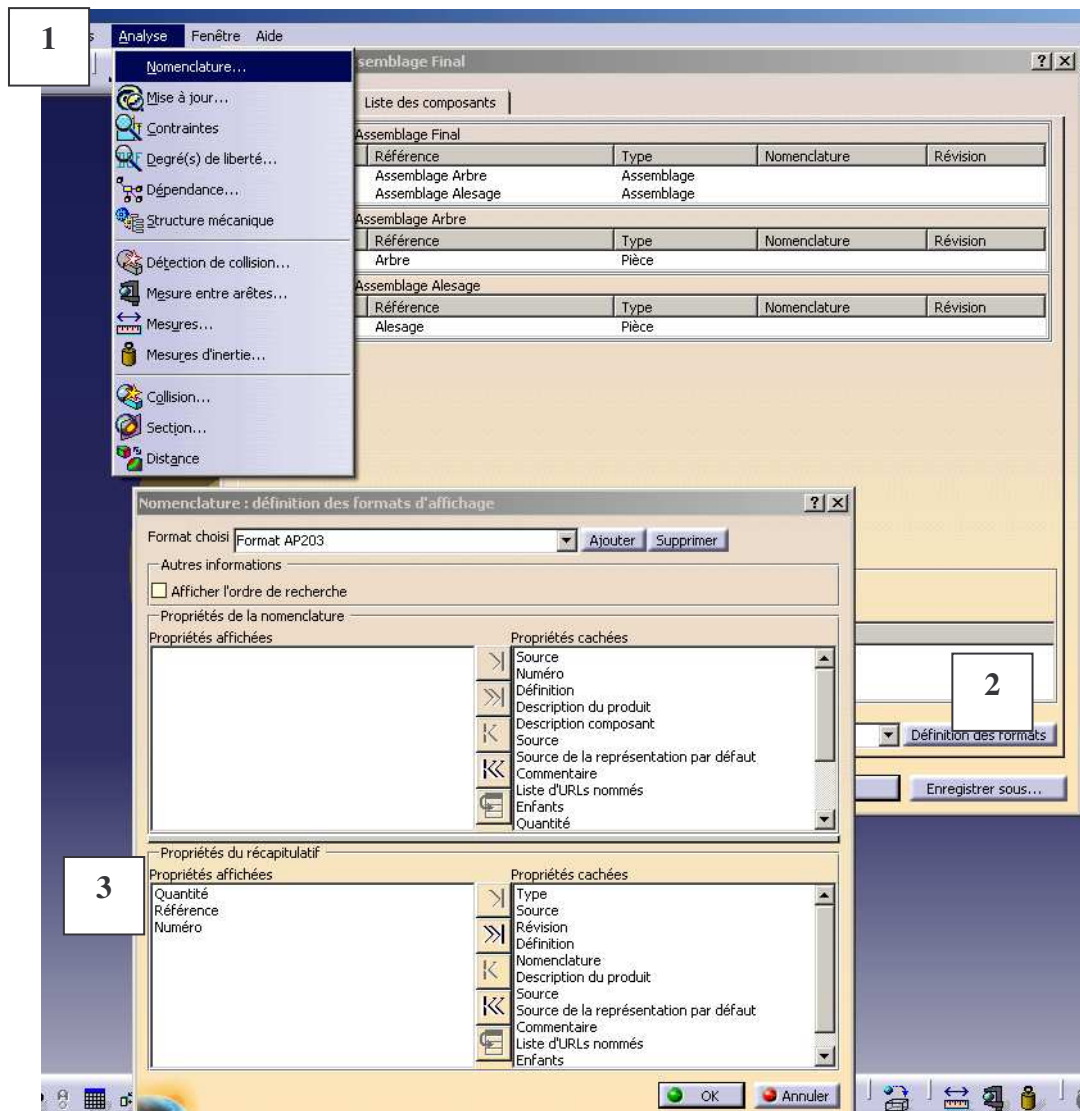 1
s Analyse Fenêtre Aide
Nomenclature...
Mise à jour...
Contraintes
Degré(s) de liberté...
Dépendance...
Structure mécanique
Détection de collision...
Mesure entre arêtes...
Mesures...
Mesures d'inertie...
Collision...
Section...
Distance
semblage Final
Liste des composants
Assemblage Final
Référence Type Nomenclature Révision
Assemblage Arbre Assemblage
Assemblage Alesage Assemblage
Assemblage Arbre
Référence Type Nomenclature Révision
Arbre Pièce
Assemblage Alesage
Référence Type Nomenclature Révision
Alesage Pièce
2
Définition des formats
Enregistrer sous...
Nomenclature : définition des formats d'affichage
Format choisi Format AP203 Ajouter Supprimer
Autres informations
Afficher l'ordre de recherche
Propriétés de la nomenclature
Propriétés affichées
Propriétés cachées
Source
Numéro
Définition
Description du produit
Description composant
Source
Source de la représentation par défaut
Commentaire
Liste d'URLs nommés
Enfants
Quantité
3
Propriétés du récapitulatif
Propriétés affichées
Quantité
Référence
Numéro
Propriétés cachées
Type
Source
Révision
Définition
Nomenclature
Description du produit
Source
Source de la représentation par défaut
Commentaire
Liste d'URLs nommés
Enfants
OK Annuler